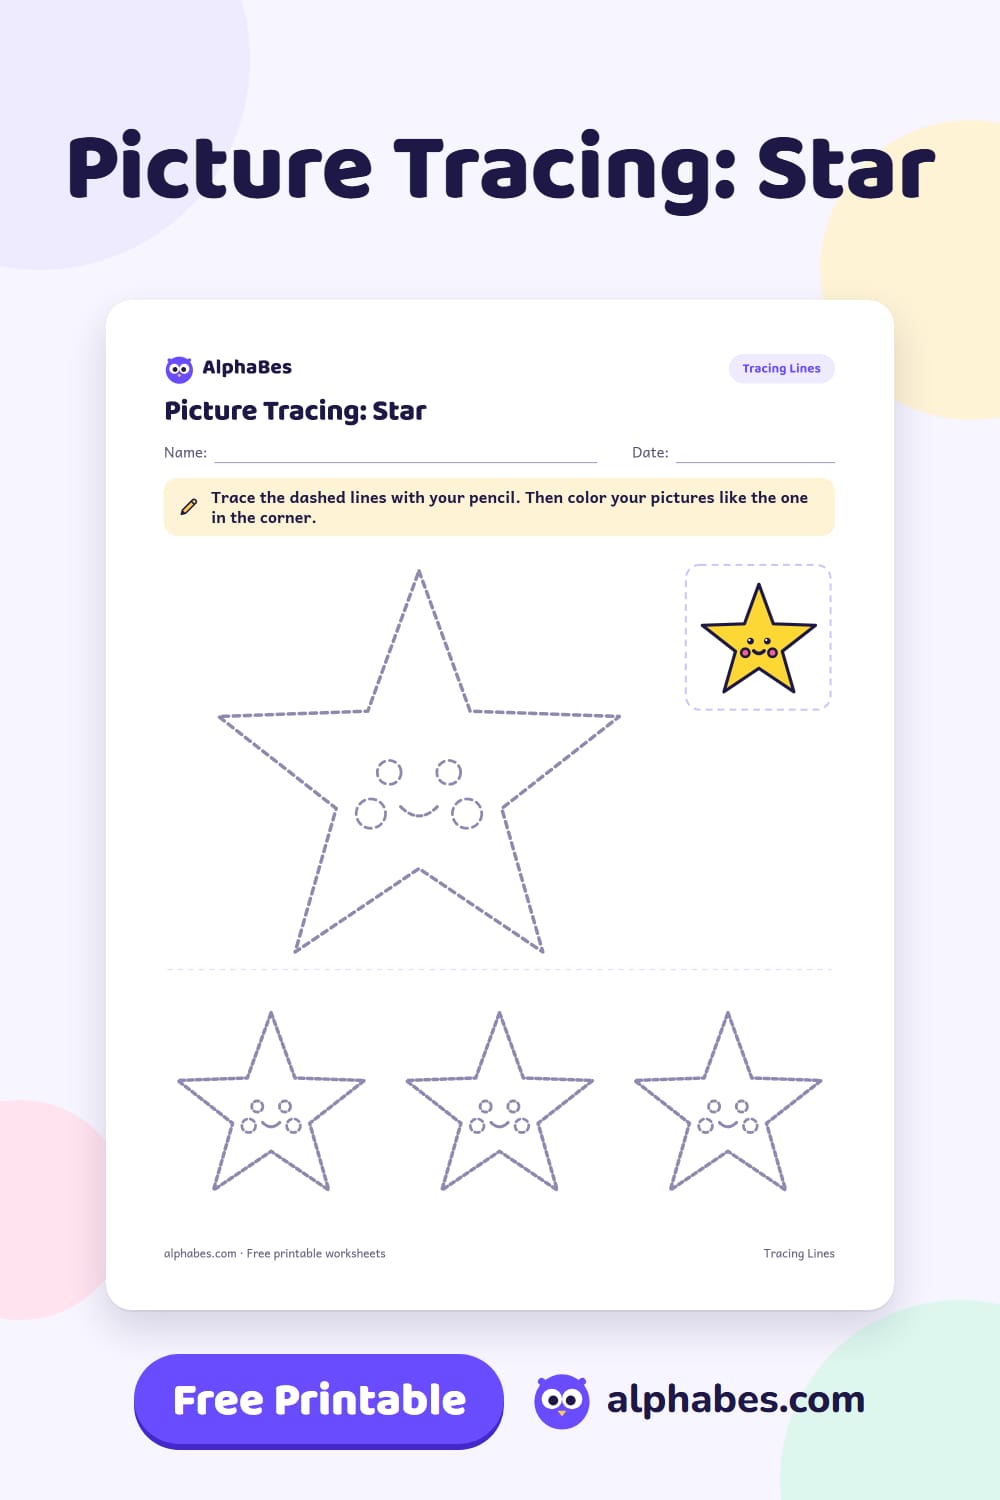 Picture Tracing: Star
AlphaBes
Tracing Lines
Picture Tracing: Star
Name:
Date:
Trace the dashed lines with your pencil. Then color your pictures like the one
in the corner.
alphabes.com · Free printable worksheets
Tracing Lines
Free Printable
alphabes.com